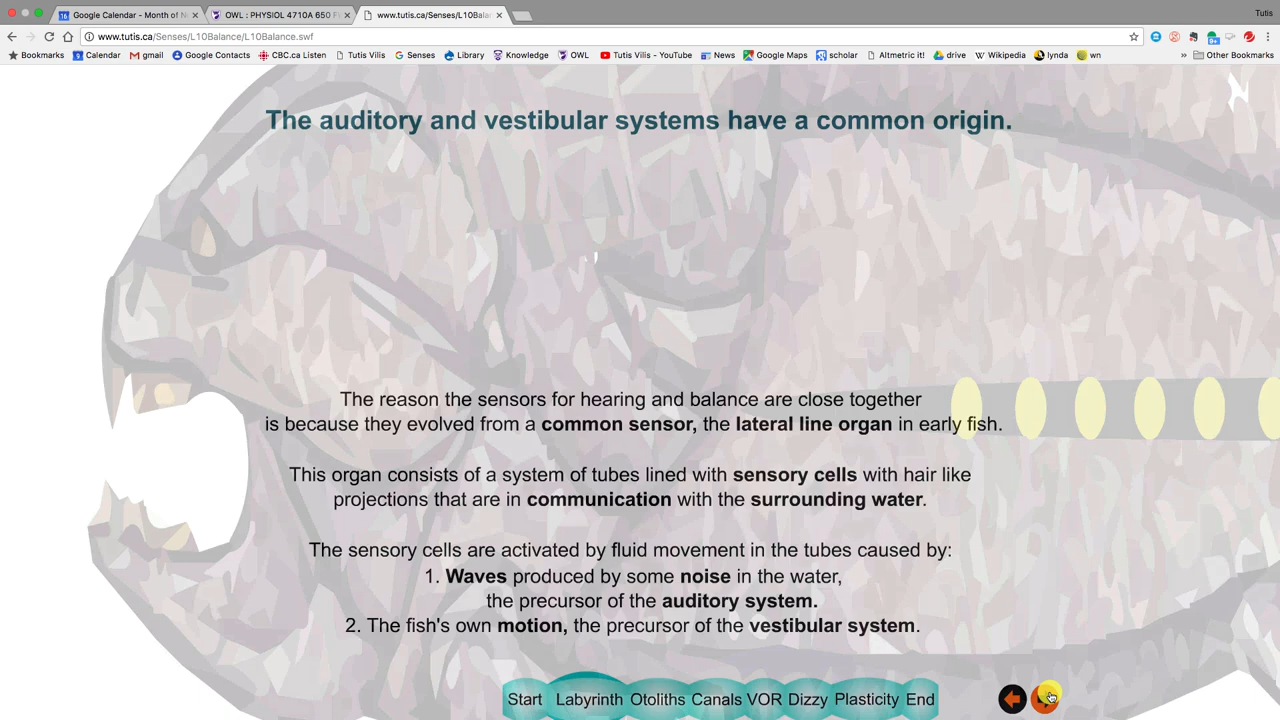 Google Calendar - Month of N
OWL : PHYSIOL 4710A 650 F
www.tutis.ca/Senses/L10Bala
Tutis
www.tutis.ca/Senses/L10Balance/L10Balance.swf
Bookmarks Calendar gmail Google Contacts CBC.ca Listen Tutis Vilis Senses Library Knowledge OWL Tutis Vilis - YouTube News Google Maps scholar Altmetric it! drive Wikipedia lynda wn » Other Bookmarks
The auditory and vestibular systems have a common origin.
The reason the sensors for hearing and balance are close together
is because they evolved from a common sensor, the lateral line organ in early fish.
This organ consists of a system of tubes lined with sensory cells with hair like
projections that are in communication with the surrounding water.
The sensory cells are activated by fluid movement in the tubes caused by:
1. Waves produced by some noise in the water,
the precursor of the auditory system.
2. The fish's own motion, the precursor of the vestibular system.
Start Labyrinth Otoliths Canals VOR Dizzy Plasticity End